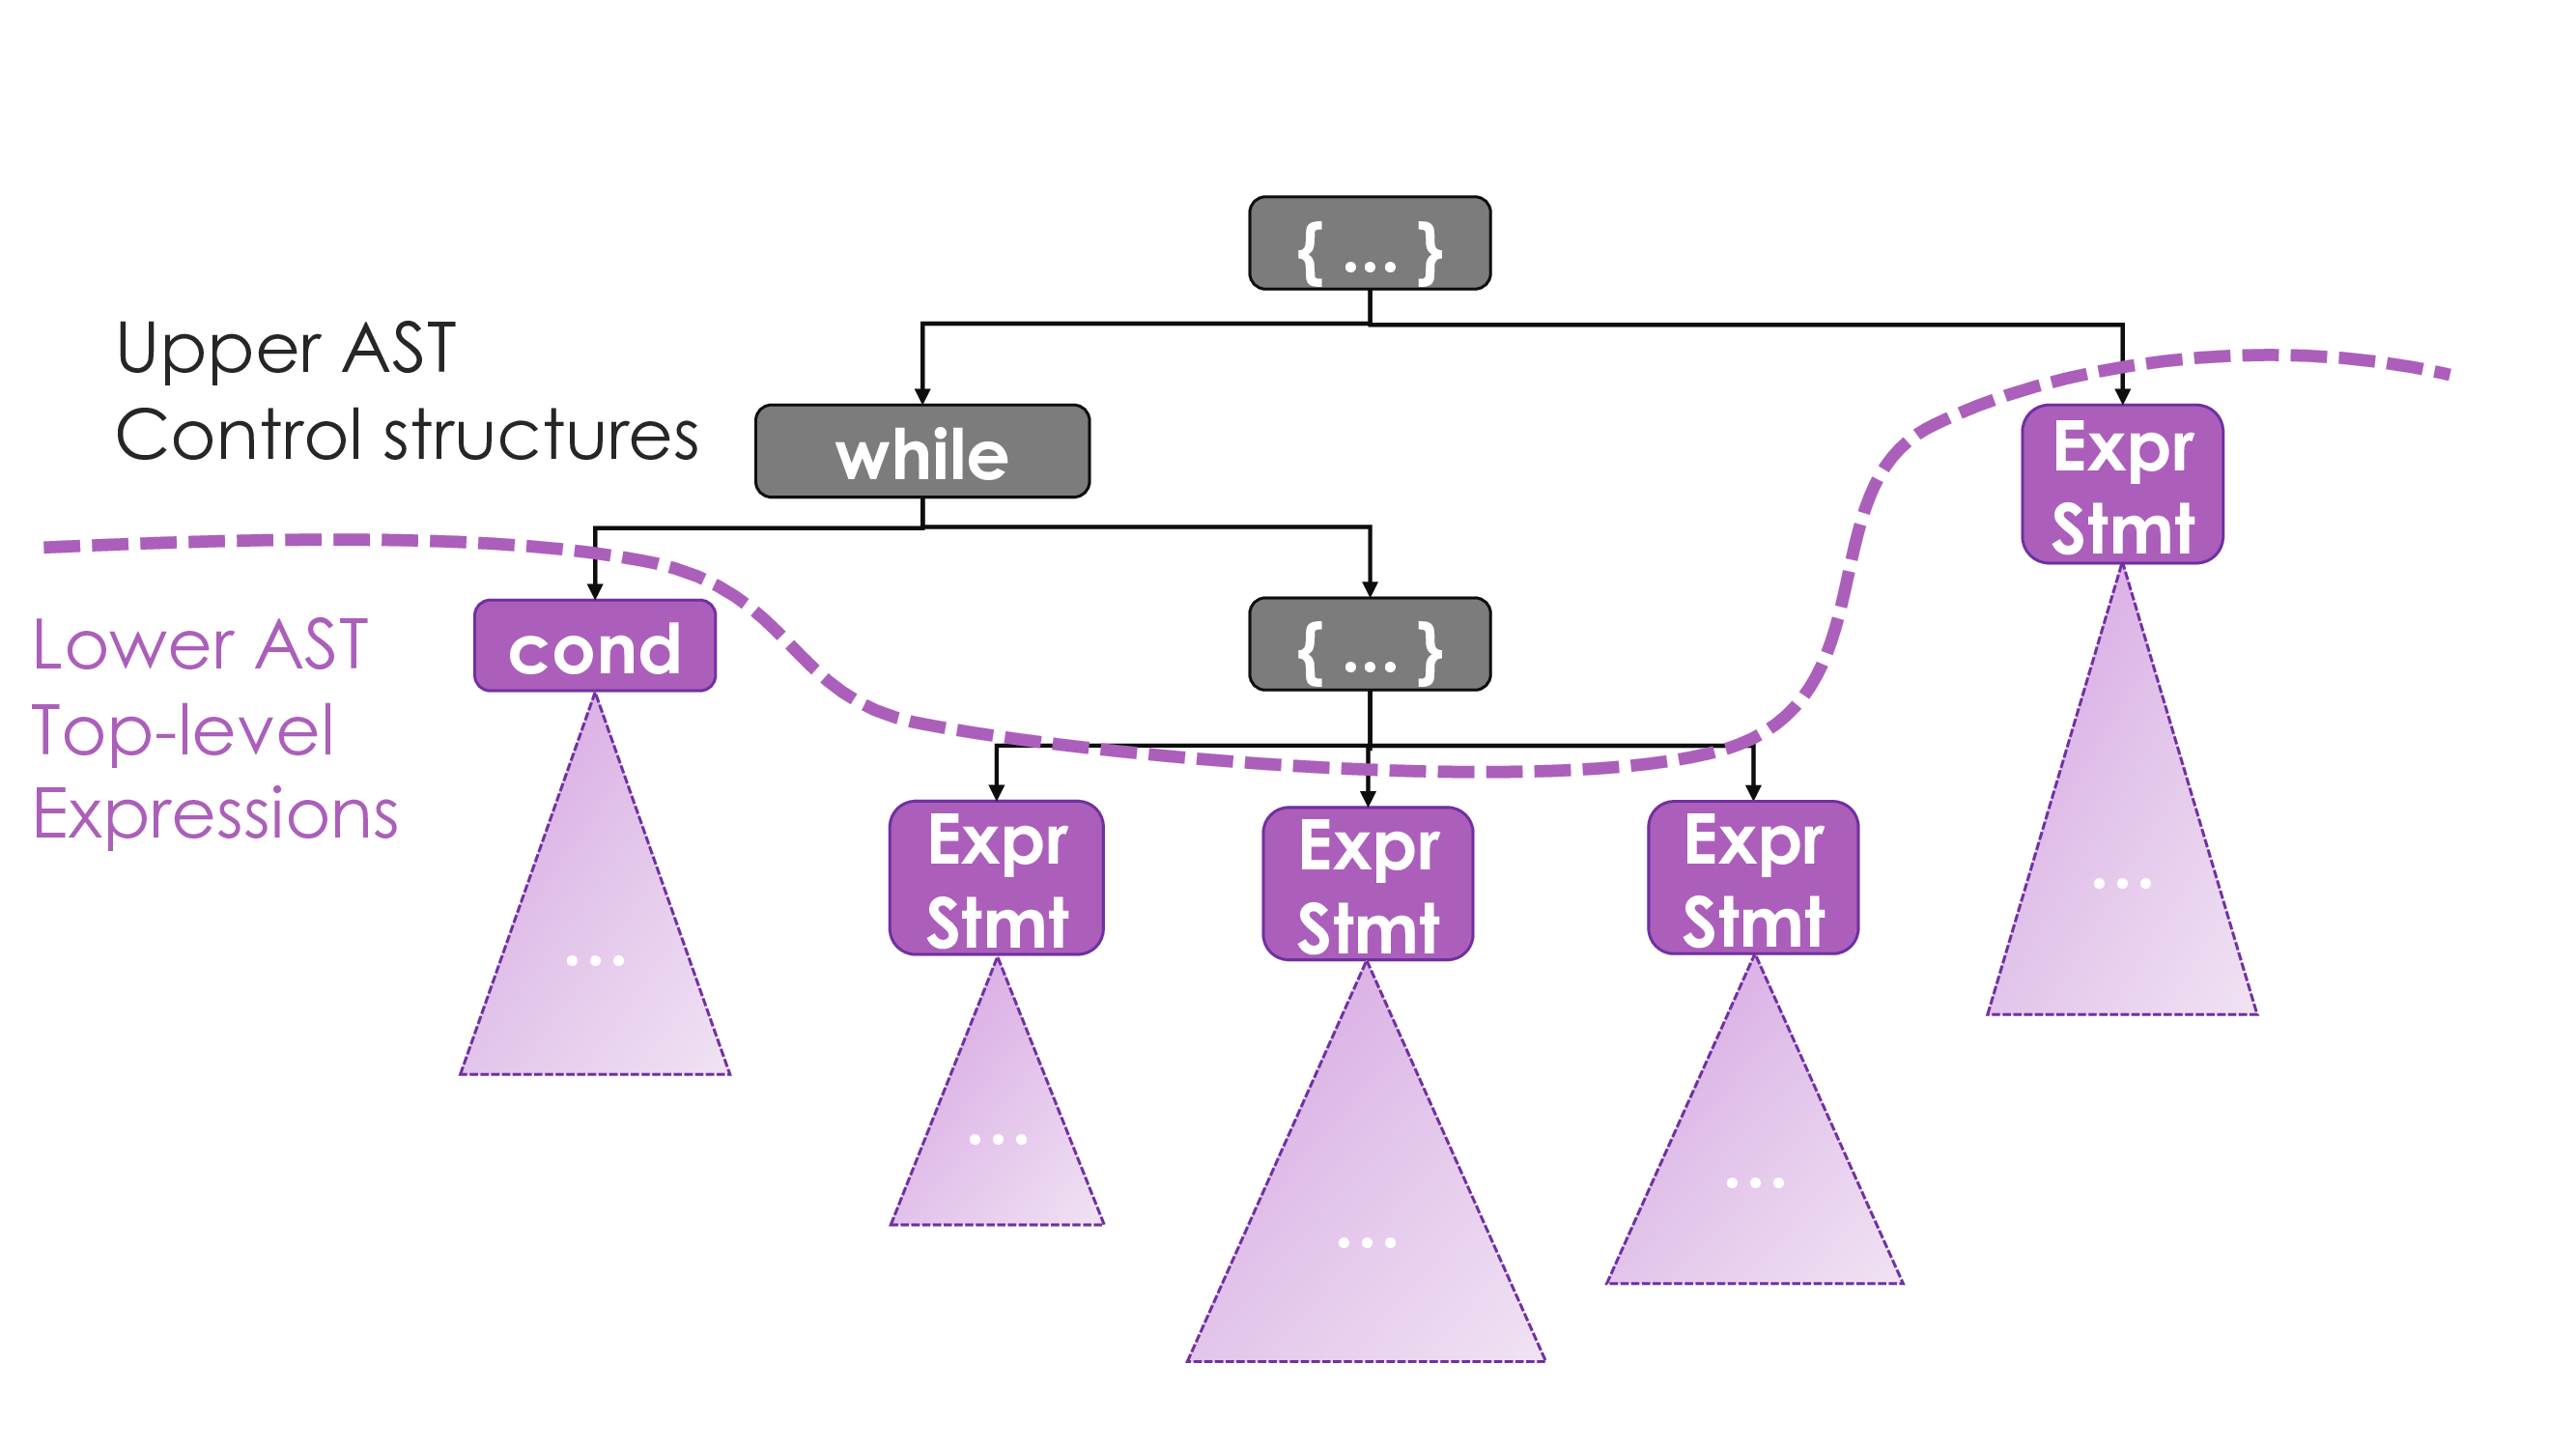 { ... }
Upper AST
Control structures
while
Expr
Stmt
Lower AST
Top-level
Expressions
cond
{ ... }
Expr
Stmt
Expr
Stmt
Expr
Stmt
...
...
...
...
...